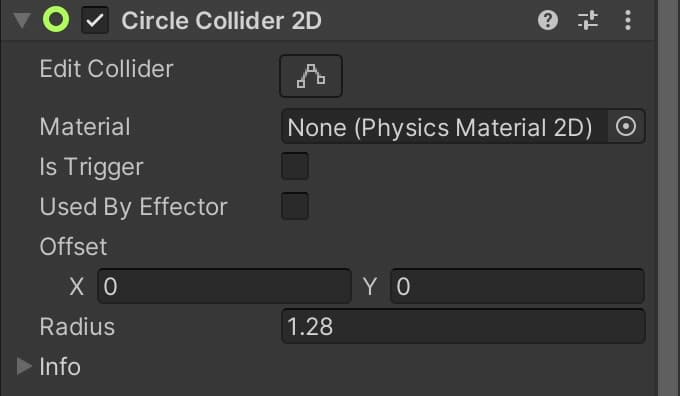 Circle Collider 2D
Edit Collider
Material None (Physics Material 2D)
Is Trigger
Used By Effector
Offset
X 0 Y 0
Radius 1.28
Info